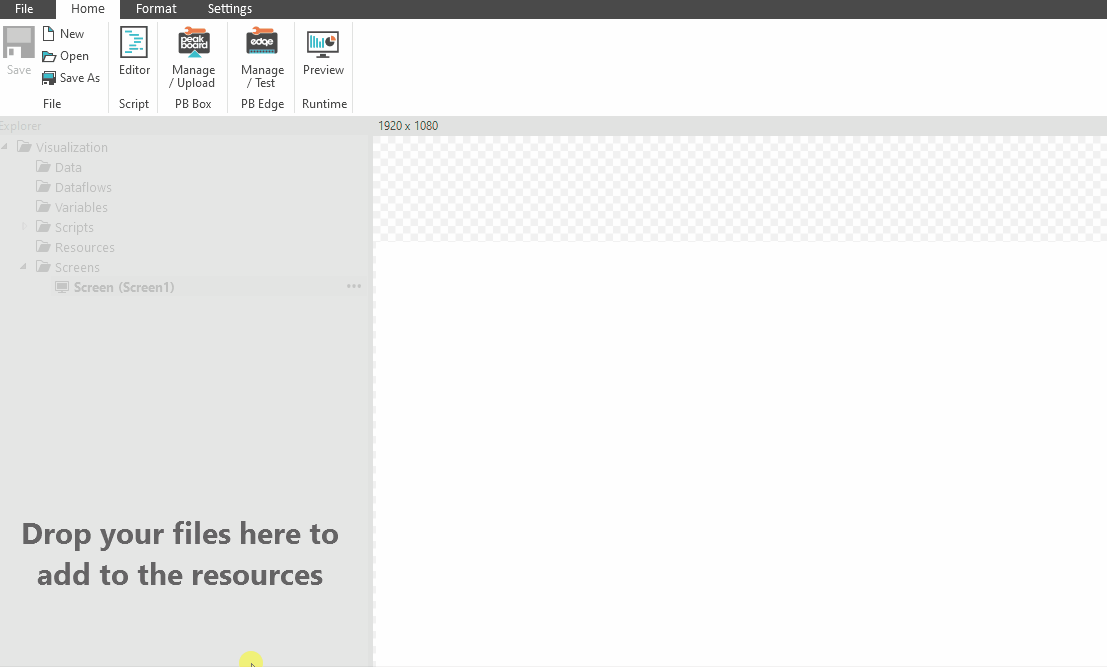 File Home Format Settings
Save
New
Open
Save As
File
Editor
Script
peak
board
Manage
/ Upload
PB Box
edge
Manage
/ Test
PB Edge
Preview
Runtime
Explorer
1920 x 1080
Visualization
Data
Dataflows
Variables
Scripts
Resources
Screens
Screen (Screen1)
Drop your files here to
add to the resources